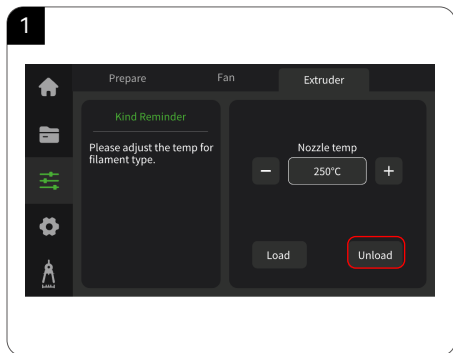 1
Prepare
Fan
Extruder
Kind Reminder
Please adjust the temp for
filament type.
Nozzle temp
− 250°C +
Load
Unload